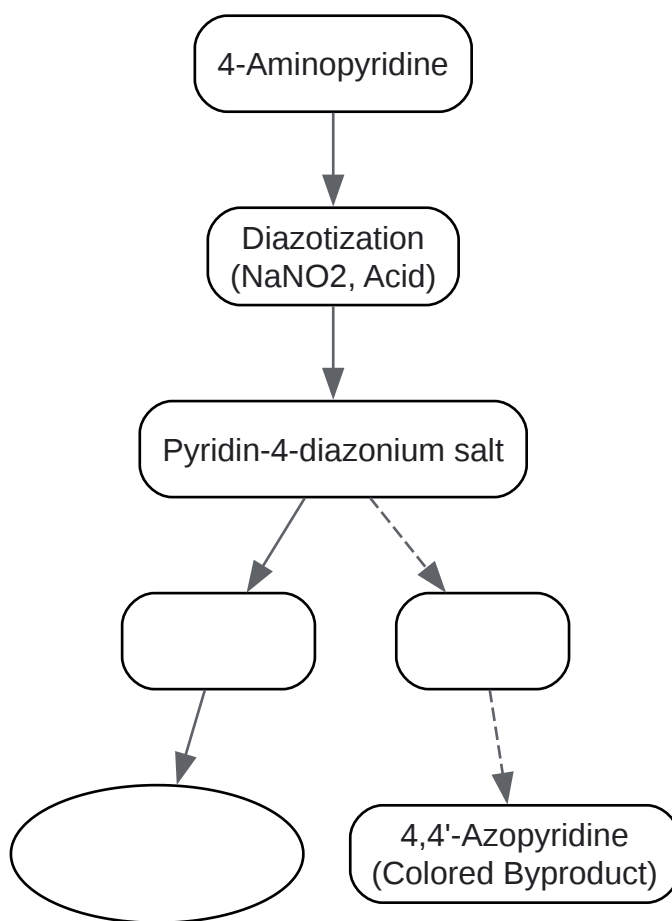 4-Aminopyridine
Diazotization
(NaNO2, Acid)
Pyridin-4-diazonium salt
4,4'-Azopyridine
(Colored Byproduct)